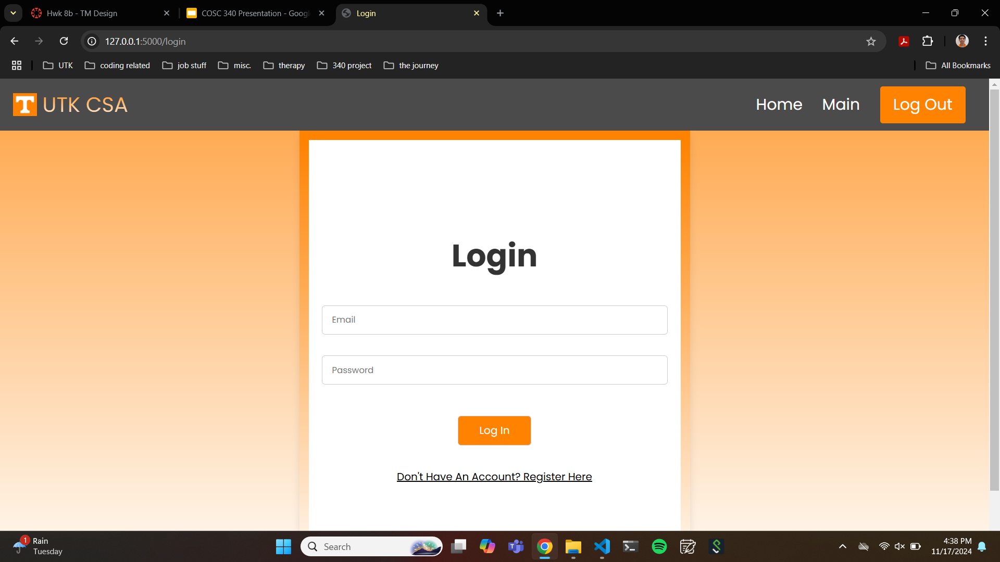 Hwk 8b - TM Design
COSC 340 Presentation - Googl
Login
127.0.0.1:5000/login
UTK
coding related
job stuff
misc.
therapy
340 project
the journey
All Bookmarks
T UTK CSA
Home
Main
Log Out
Login
Email
Password
Log In
Don't Have An Account? Register Here
1
Rain
Tuesday
Search
4:38 PM
11/17/2024